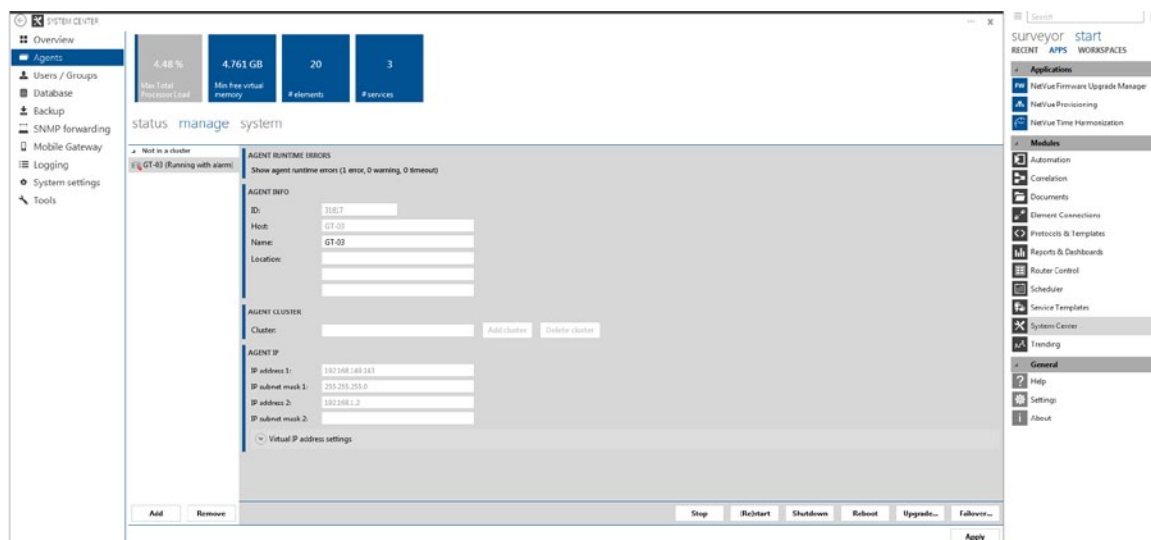 SYSTEM CENTER
Overview
Agents
Users / Groups
Database
Backup
SNMP forwarding
Mobile Gateway
Logging
System settings
Tools
4.48 %
Max Total
Processor Load
4.761 GB
Min free virtual
memory
20
# elements
3
# services
status manage system
Not in a cluster
GT-03 (Running with alarm)
Add Remove
AGENT RUNTIME ERRORS
Show agent runtime errors (1 error, 0 warning, 0 timeout)
AGENT INFO
ID: 31817
Host: GT-03
Name: GT-03
Location:
AGENT CLUSTER
Cluster: Add cluster Delete cluster
AGENT IP
IP address 1:
IP subnet mask 1: 255.255.255.0
IP address 2: 192.168.1.2
IP subnet mask 2:
Virtual IP address settings
Stop (Re)start Shutdown Reboot Upgrade... Failover...
Apply
Search
surveyor start
RECENT APPS WORKSPACES
Applications
FW NetVue Firmware Upgrade Manager
NetVue Provisioning
NetVue Time Harmonization
Modules
Automation
Correlation
Documents
Element Connections
Protocols & Templates
Reports & Dashboards
Router Control
Scheduler
Service Templates
System Center
Trending
General
Help
Settings
About